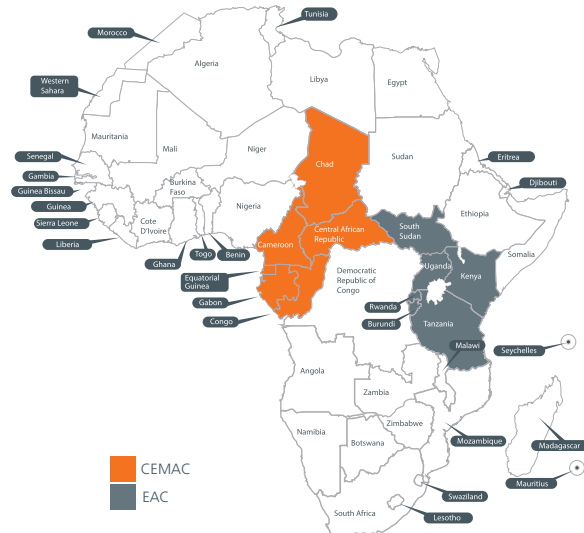 Tunisia
Morocco
Algeria
Libya
Egypt
Western
Sahara
Mauritania
Mali
Niger
Chad
Sudan
Eritrea
Senegal
Gambia
Guinea Bissau
Guinea
Sierra Leone
Liberia
Burkina
Faso
Cote
D'Ivoire
Ghana
Togo
Benin
Nigeria
Djibouti
Ethiopia
Somalia
South
Sudan
Central African
Republic
Cameroon
Equatorial
Guinea
Gabon
Congo
Democratic
Republic of
Congo
Uganda
Kenya
Rwanda
Burundi
Tanzania
Malawi
Seychelles
Angola
Zambia
Zimbabwe
Mozambique
Madagascar
Mauritius
Namibia
Botswana
Swaziland
Lesotho
South Africa
CEMAC
EAC